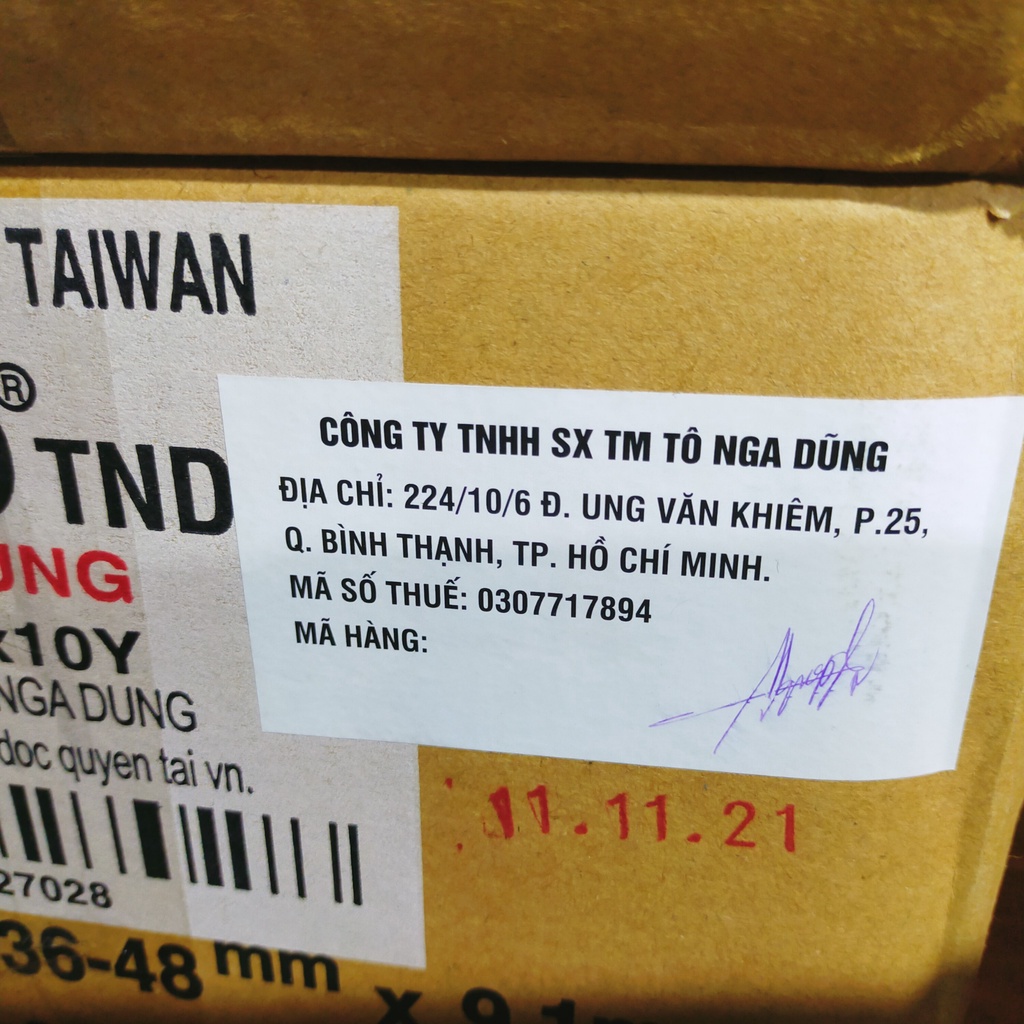 TAIWAN
®
TND
UNG
x10Y
NGA DUNG
doc quyen tai vn.
27028
36-48 mm x 9.1
CÔNG TY TNHH SX TM TÔ NGA DŨNG
ĐỊA CHỈ: 224/10/6 Đ. UNG VĂN KHIÊM, P.25,
Q. BÌNH THẠNH, TP. HỒ CHÍ MINH.
MÃ SỐ THUẾ: 0307717894
MÃ HÀNG:
11.11.21